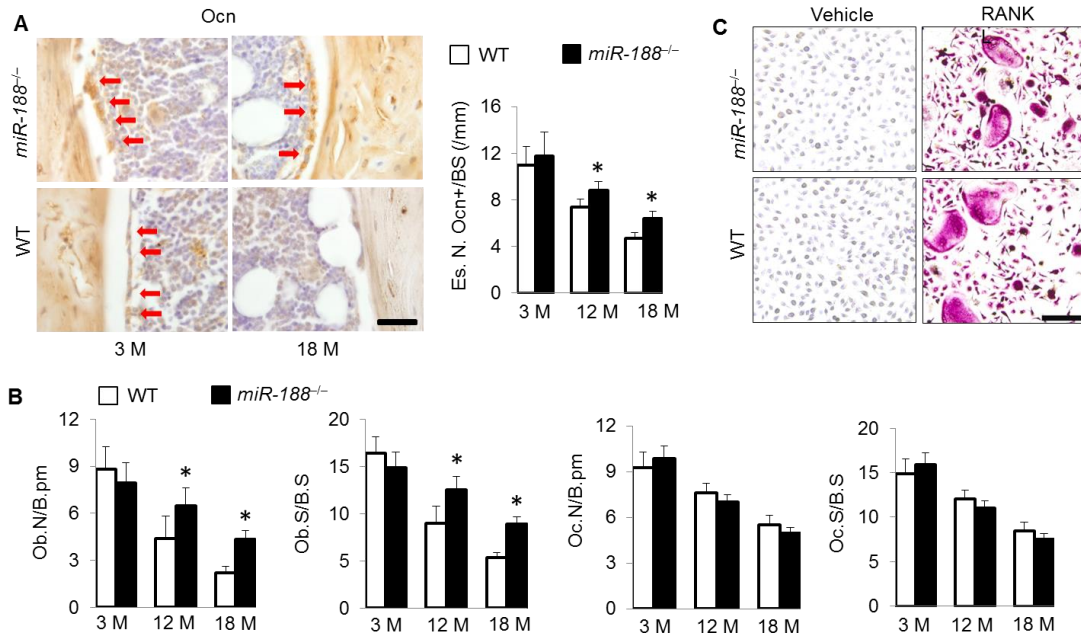 A
Ocn
miR-188–/–
WT
3 M
18 M
WT
miR-188–/–
Es. N. Ocn+/BS (/mm)
16
12
8
4
0
*
*
3 M
12 M
18 M
C
Vehicle
RANK
L
miR-188–/–
WT
B
WT
miR-188–/–
Ob.N/B.pm
12
9
6
3
0
*
*
3 M
12 M
18 M
Ob.S/B.S
20
15
10
5
0
*
*
3 M
12 M
18 M
Oc.N/B.pm
12
9
6
3
0
3 M
12 M
18 M
Oc.S/B.S
20
15
10
5
0
3 M
12 M
18 M